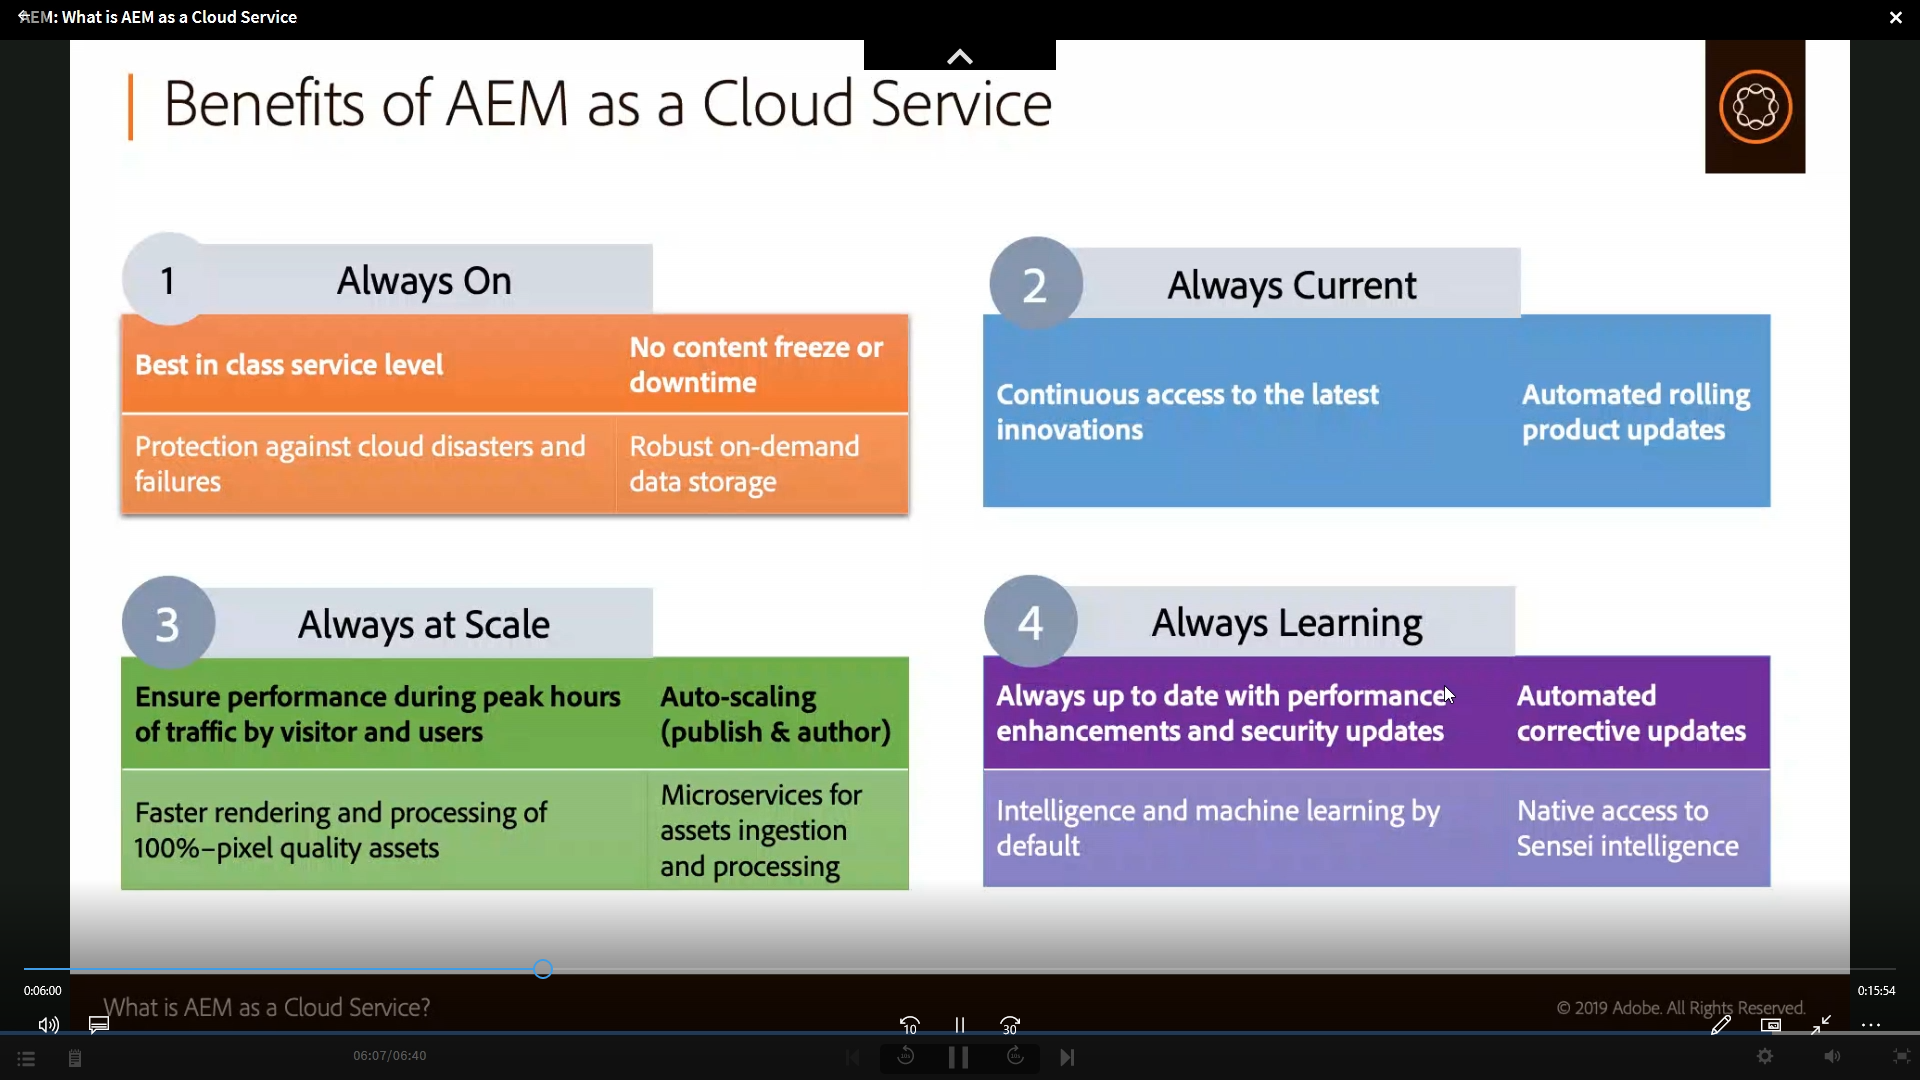 AEM: What is AEM as a Cloud Service
Benefits of AEM as a Cloud Service
1
Always On
Best in class service level
No content freeze or
downtime
Protection against cloud disasters and
failures
Robust on-demand
data storage
2
Always Current
Continuous access to the latest
innovations
Automated rolling
product updates
3
Always at Scale
Ensure performance during peak hours
of traffic by visitor and users
Auto-scaling
(publish & author)
Faster rendering and processing of
100%–pixel quality assets
Microservices for
assets ingestion
and processing
4
Always Learning
Always up to date with performance
enhancements and security updates
Automated
corrective updates
Intelligence and machine learning by
default
Native access to
Sensei intelligence
0:06:00
0:15:54
What is AEM as a Cloud Service?
© 2019 Adobe. All Rights Reserved.
10
30
06:07/06:40
10s
10s